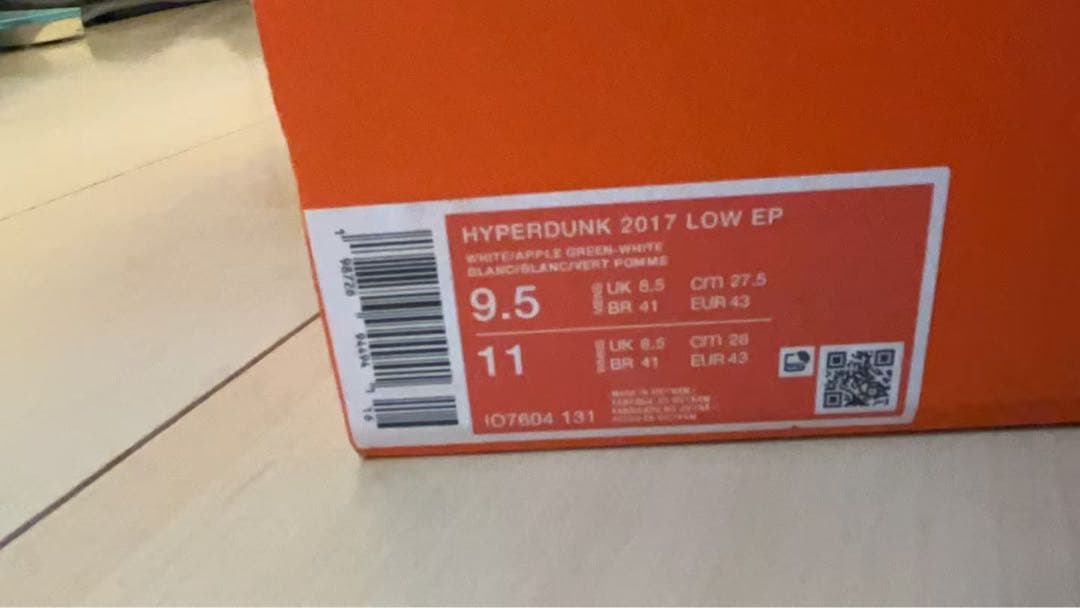 HYPERDUNK 2017 LOW EP
WHITE/APPLE GREEN-WHITE
BLANC/BLANC/VERT POMME
9.5
MENS
UK 8.5
cm 27.5
BR 41
EUR 43
11
UK 8.5
cm 28
BR 41
EUR 43
IO7604 131
MADE IN VIETNAM